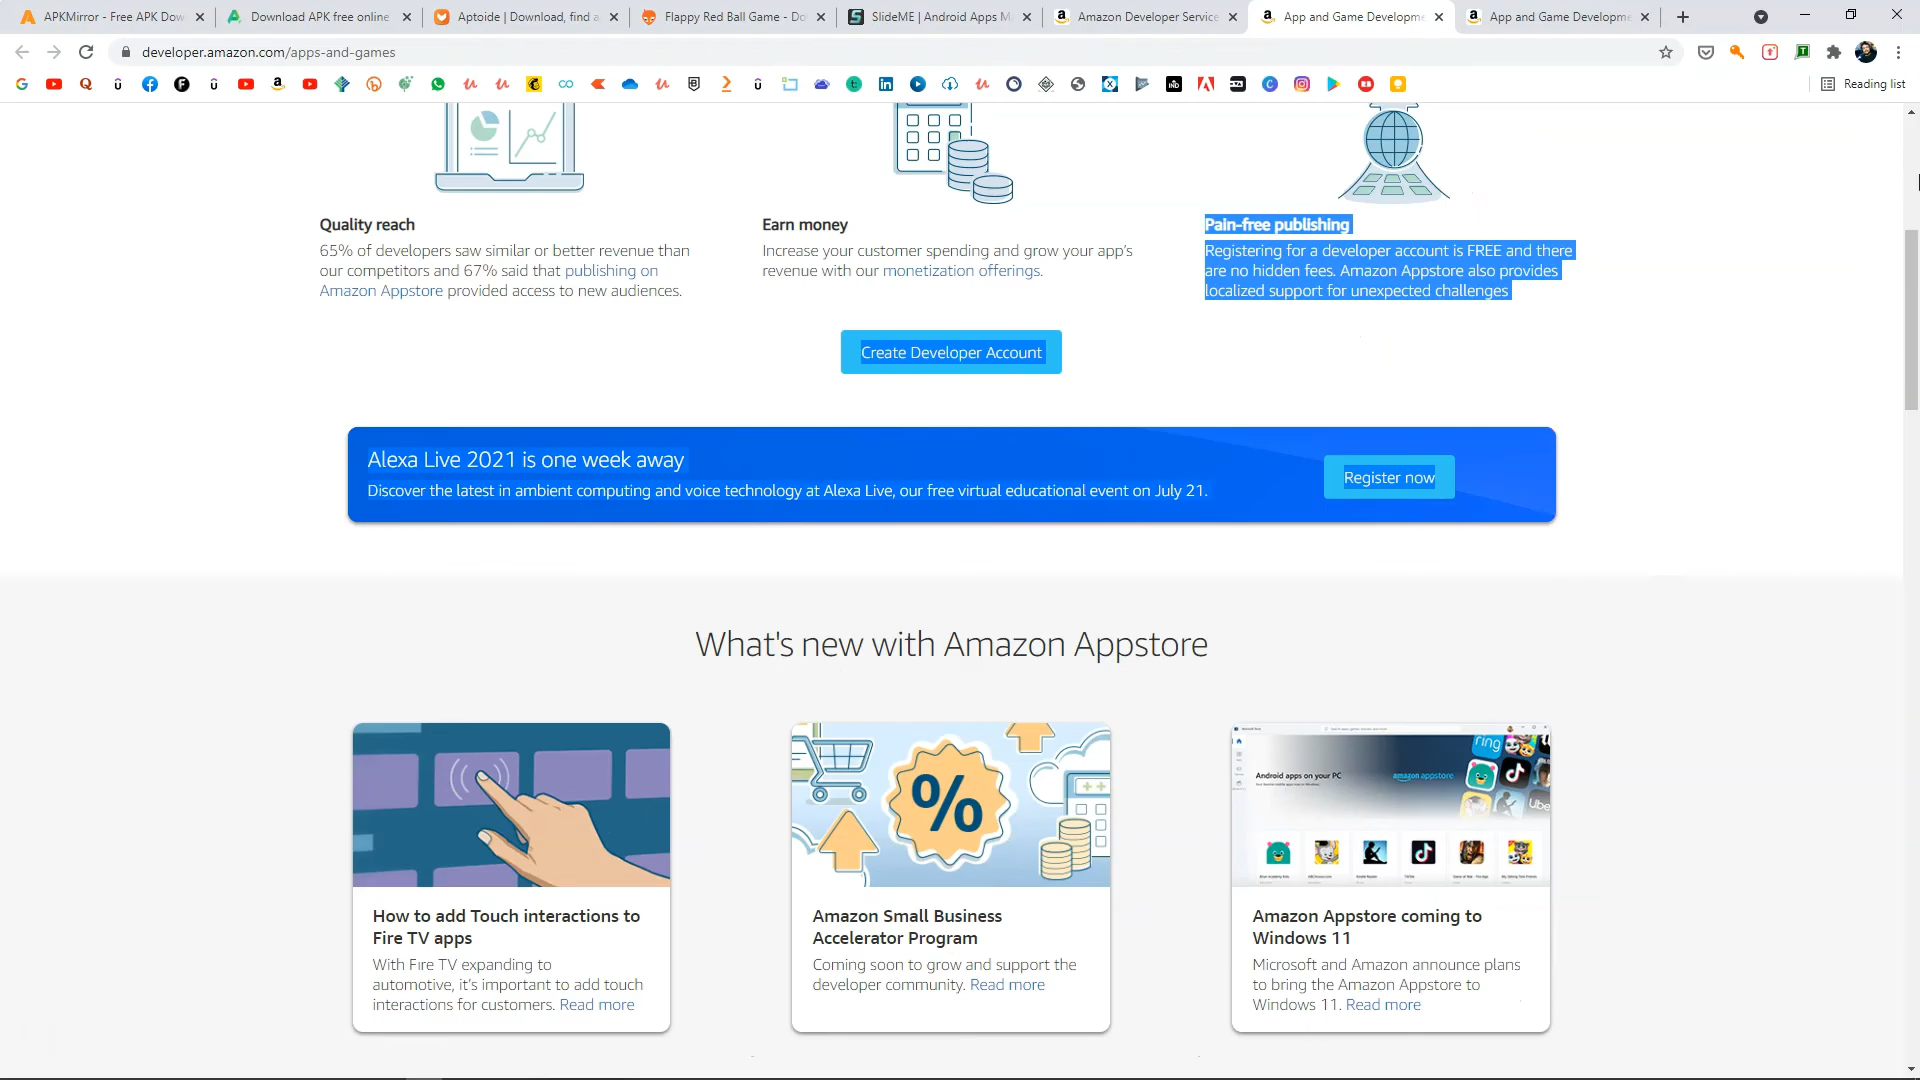 APKMirror - Free APK Dow
Download APK free online
Aptoide | Download, find a
Flappy Red Ball Game - Do
SlideME | Android Apps M
Amazon Developer Service
App and Game Developme
App and Game Developme
developer.amazon.com/apps-and-games
Reading list
Quality reach
65% of developers saw similar or better revenue than
our competitors and 67% said that publishing on
Amazon Appstore provided access to new audiences.
Earn money
Increase your customer spending and grow your app's
revenue with our monetization offerings.
Pain-free publishing
Registering for a developer account is FREE and there
are no hidden fees. Amazon Appstore also provides
localized support for unexpected challenges
Create Developer Account
Alexa Live 2021 is one week away
Discover the latest in ambient computing and voice technology at Alexa Live, our free virtual educational event on July 21.
Register now
What's new with Amazon Appstore
%
Android apps on your PC
amazon appstore
ring
Uber
How to add Touch interactions to
Fire TV apps
With Fire TV expanding to
automotive, it's important to add touch
interactions for customers. Read more
Amazon Small Business
Accelerator Program
Coming soon to grow and support the
developer community. Read more
Amazon Appstore coming to
Windows 11
Microsoft and Amazon announce plans
to bring the Amazon Appstore to
Windows 11. Read more